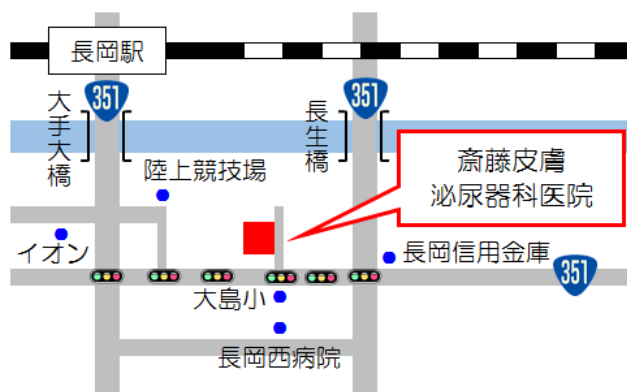 長岡駅
351
351
大手大橋
長生橋
斎藤皮膚
泌尿器科医院
陸上競技場
イオン
長岡信用金庫
351
大島小
長岡西病院